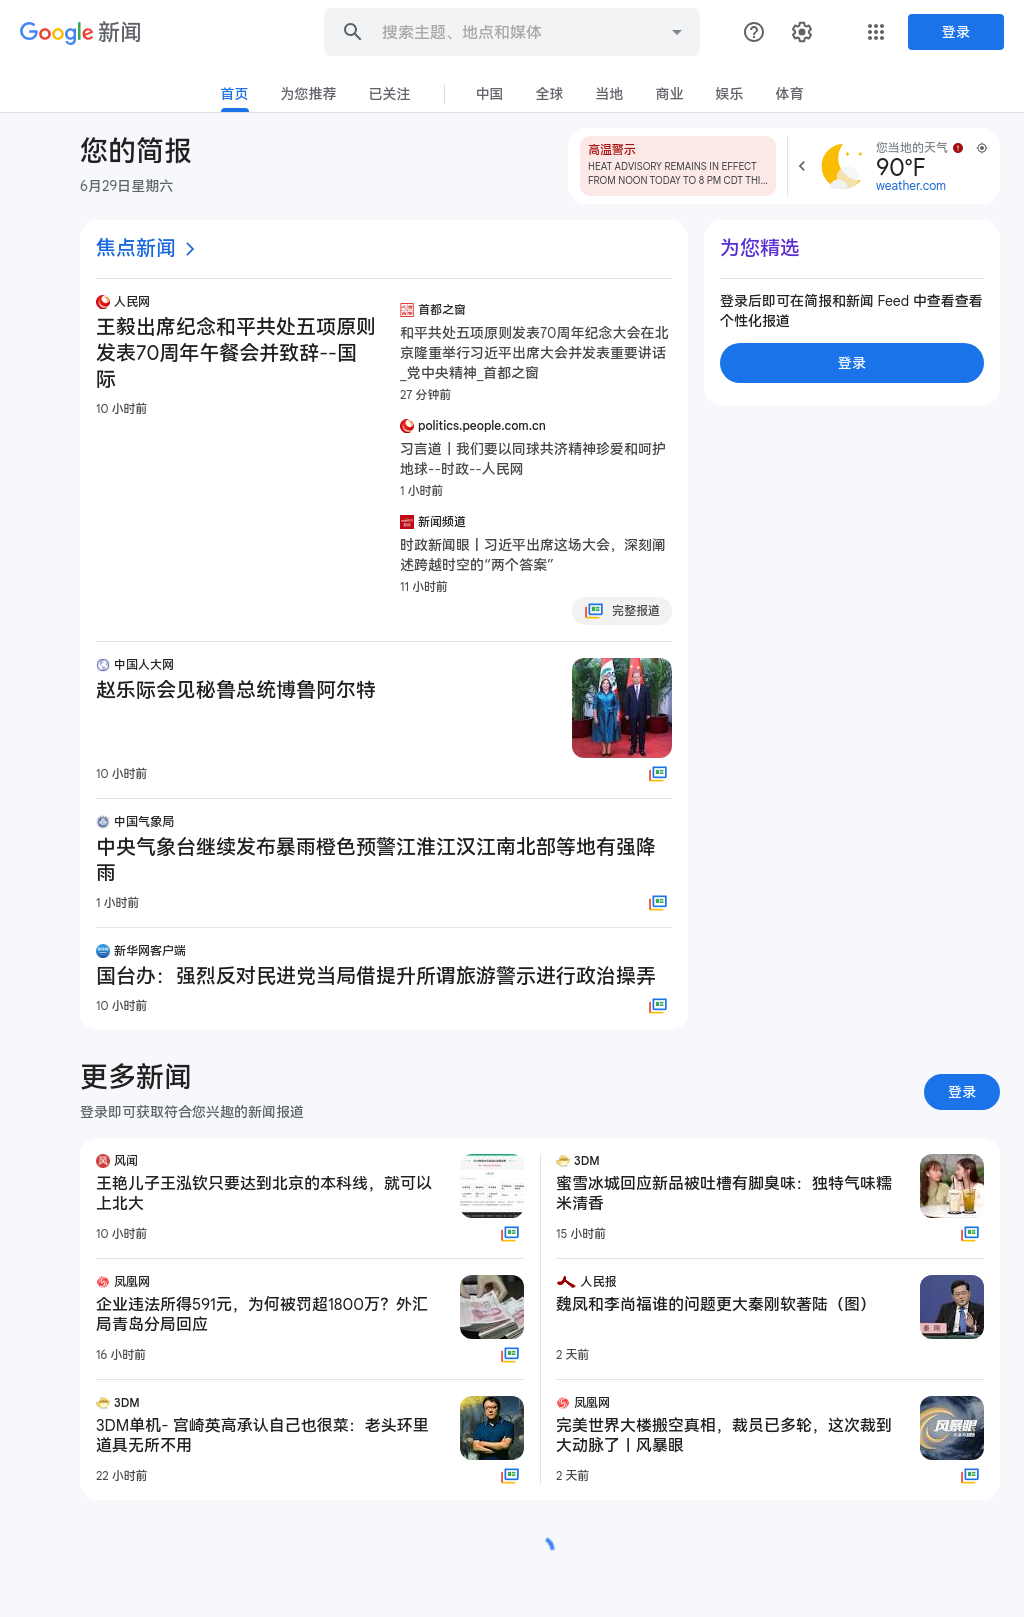 Google 新闻
搜索主题、地点和媒体
登录
首页
为您推荐
已关注
中国
全球
当地
商业
娱乐
体育
您的简报
6月29日星期六
高温警示
HEAT ADVISORY REMAINS IN EFFECT
FROM NOON TODAY TO 8 PM CDT THI...
您当地的天气
90°F
weather.com
焦点新闻
人民网
王毅出席纪念和平共处五项原则
发表70周年午餐会并致辞--国
际
10 小时前
首都之窗
和平共处五项原则发表70周年纪念大会在北
京隆重举行习近平出席大会并发表重要讲话
_党中央精神_首都之窗
27 分钟前
politics.people.com.cn
习言道丨我们要以同球共济精神珍爱和呵护
地球--时政--人民网
1 小时前
新闻频道
时政新闻眼丨习近平出席这场大会，深刻阐
述跨越时空的“两个答案”
11 小时前
完整报道
中国人大网
赵乐际会见秘鲁总统博鲁阿尔特
10 小时前
中国气象局
中央气象台继续发布暴雨橙色预警江淮江汉江南北部等地有强降
雨
1 小时前
新华网客户端
国台办：强烈反对民进党当局借提升所谓旅游警示进行政治操弄
10 小时前
为您精选
登录后即可在简报和新闻 Feed 中查看查看
个性化报道
登录
更多新闻
登录即可获取符合您兴趣的新闻报道
登录
风闻
王艳儿子王泓钦只要达到北京的本科线，就可以
上北大
10 小时前
凤凰网
企业违法所得591元，为何被罚超1800万？外汇
局青岛分局回应
16 小时前
3DM
3DM单机- 宫崎英高承认自己也很菜：老头环里
道具无所不用
22 小时前
3DM
蜜雪冰城回应新品被吐槽有脚臭味：独特气味糯
米清香
15 小时前
人民报
魏凤和李尚福谁的问题更大秦刚软著陆（图）
秦 刚
2 天前
凤凰网
完美世界大楼搬空真相，裁员已多轮，这次裁到
大动脉了丨风暴眼
风暴眼
2 天前